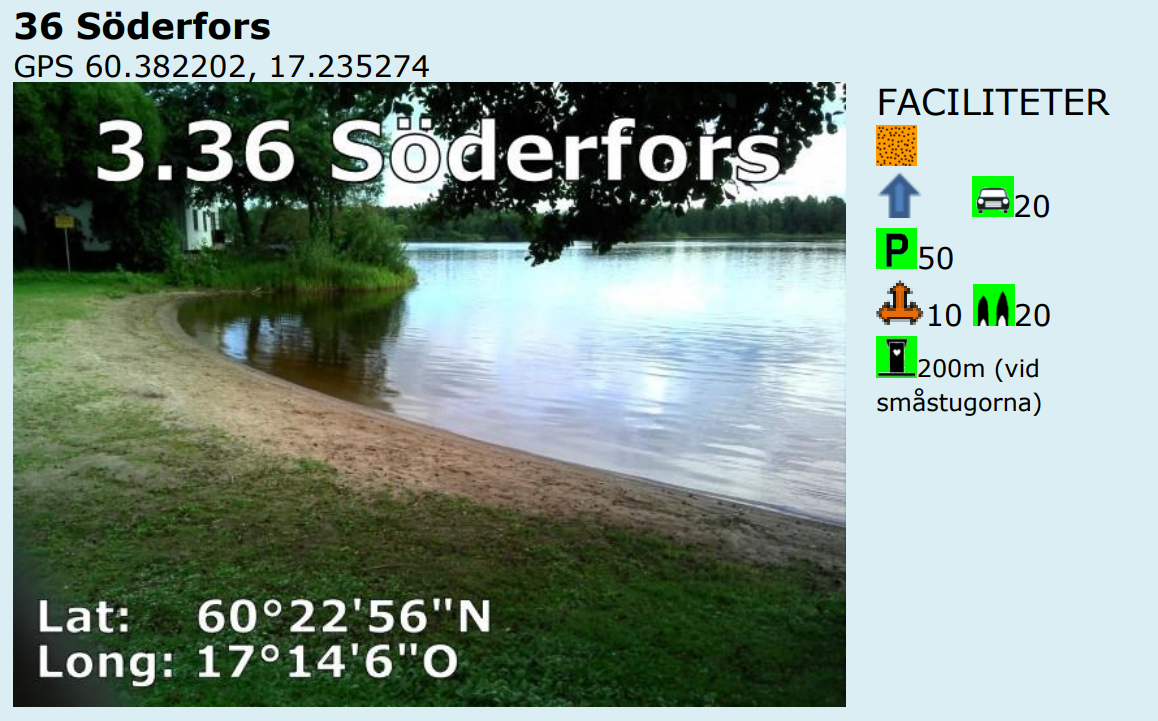 36 Söderfors
GPS 60.382202, 17.235274
3.36 Söderfors
Lat: 60°22'56"N
Long: 17°14'6"O
FACILITETER
20
P 50
10 20
200m (vid
småstugorna)